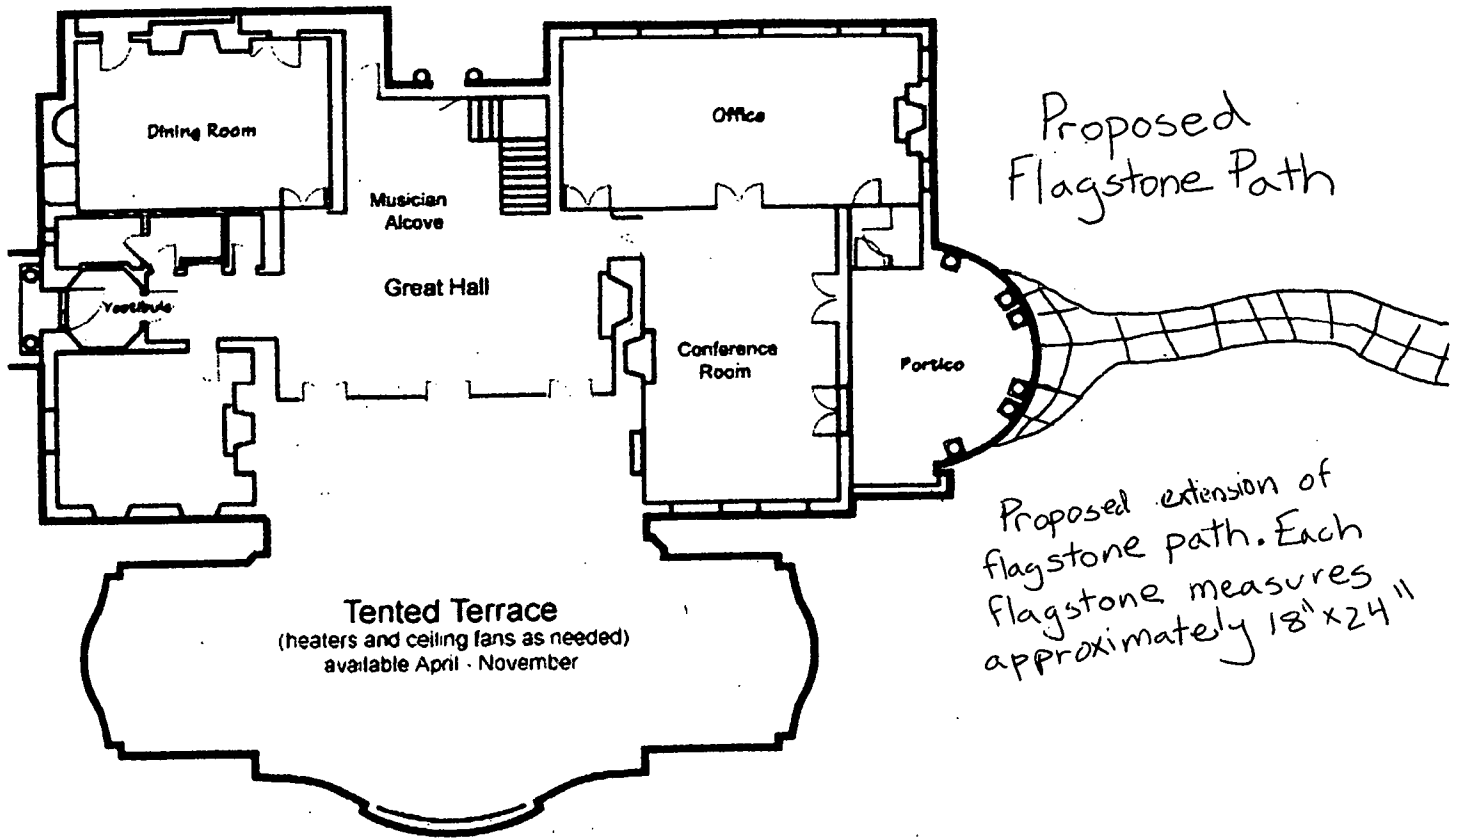 Dining Room
Office
Proposed
Flagstone Path
Musician
Alcove
Great Hall
Vestibule
Conference
Room
Portico
Proposed extension of
flagstone path. Each
flagstone measures
approximately 18" x 24"
Tented Terrace
(heaters and ceiling fans as needed)
available April - November